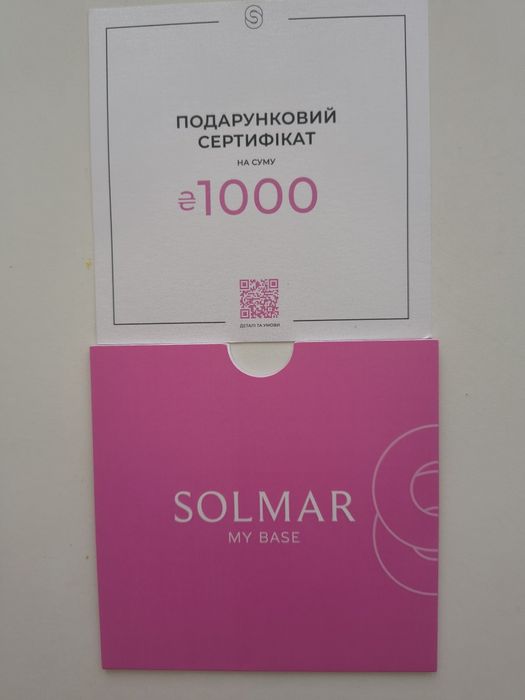 ПОДАРУНКОВИЙ
СЕРТИФІКАТ
НА СУМУ
₴1000
ДЕТАЛІ ТА УМОВИ
SOLMAR
MY BASE